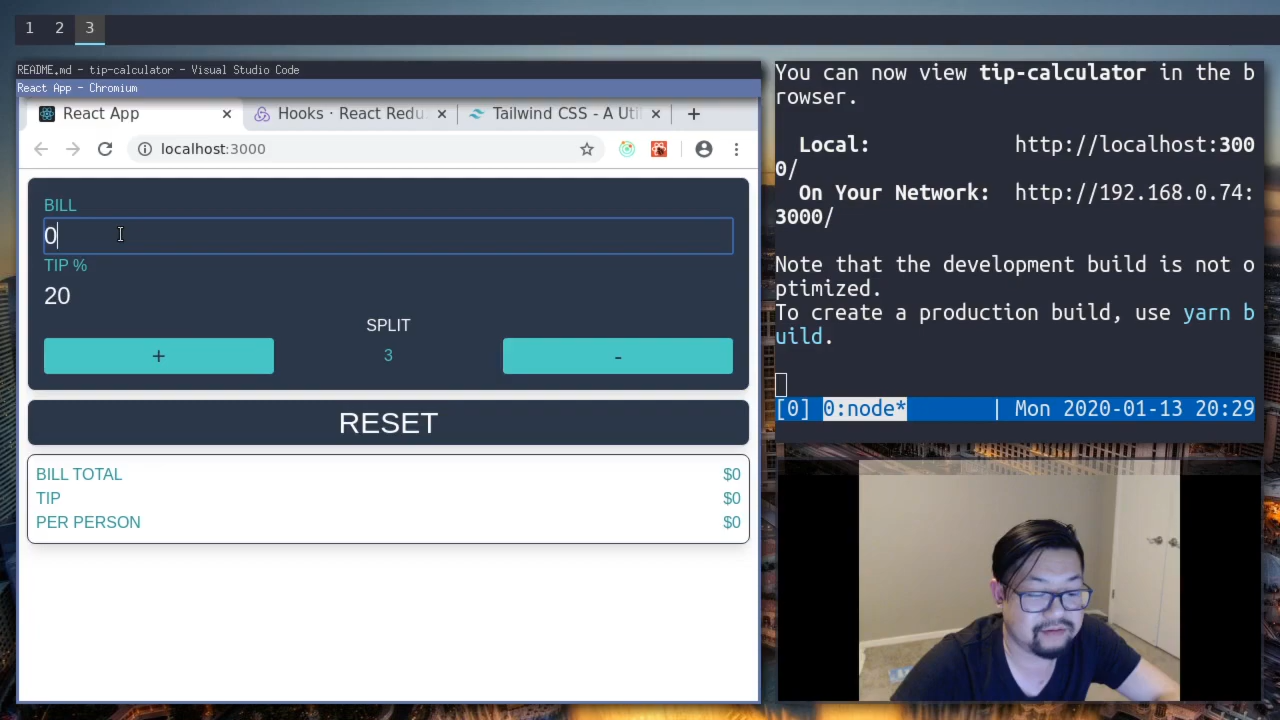 1 2 3
README.md - tip-calculator - Visual Studio Code
React App - Chromium
React App
Hooks · React Redu
Tailwind CSS - A Uti
localhost:3000
BILL
0
TIP %
20
SPLIT
+ 3 -
RESET
BILL TOTAL $0
TIP $0
PER PERSON $0
You can now view tip-calculator in the b
rowser.
Local: http://localhost:300
0/
On Your Network: http://192.168.0.74:
3000/
Note that the development build is not o
ptimized.
To create a production build, use yarn b
uild.
[0] 0:node* | Mon 2020-01-13 20:29